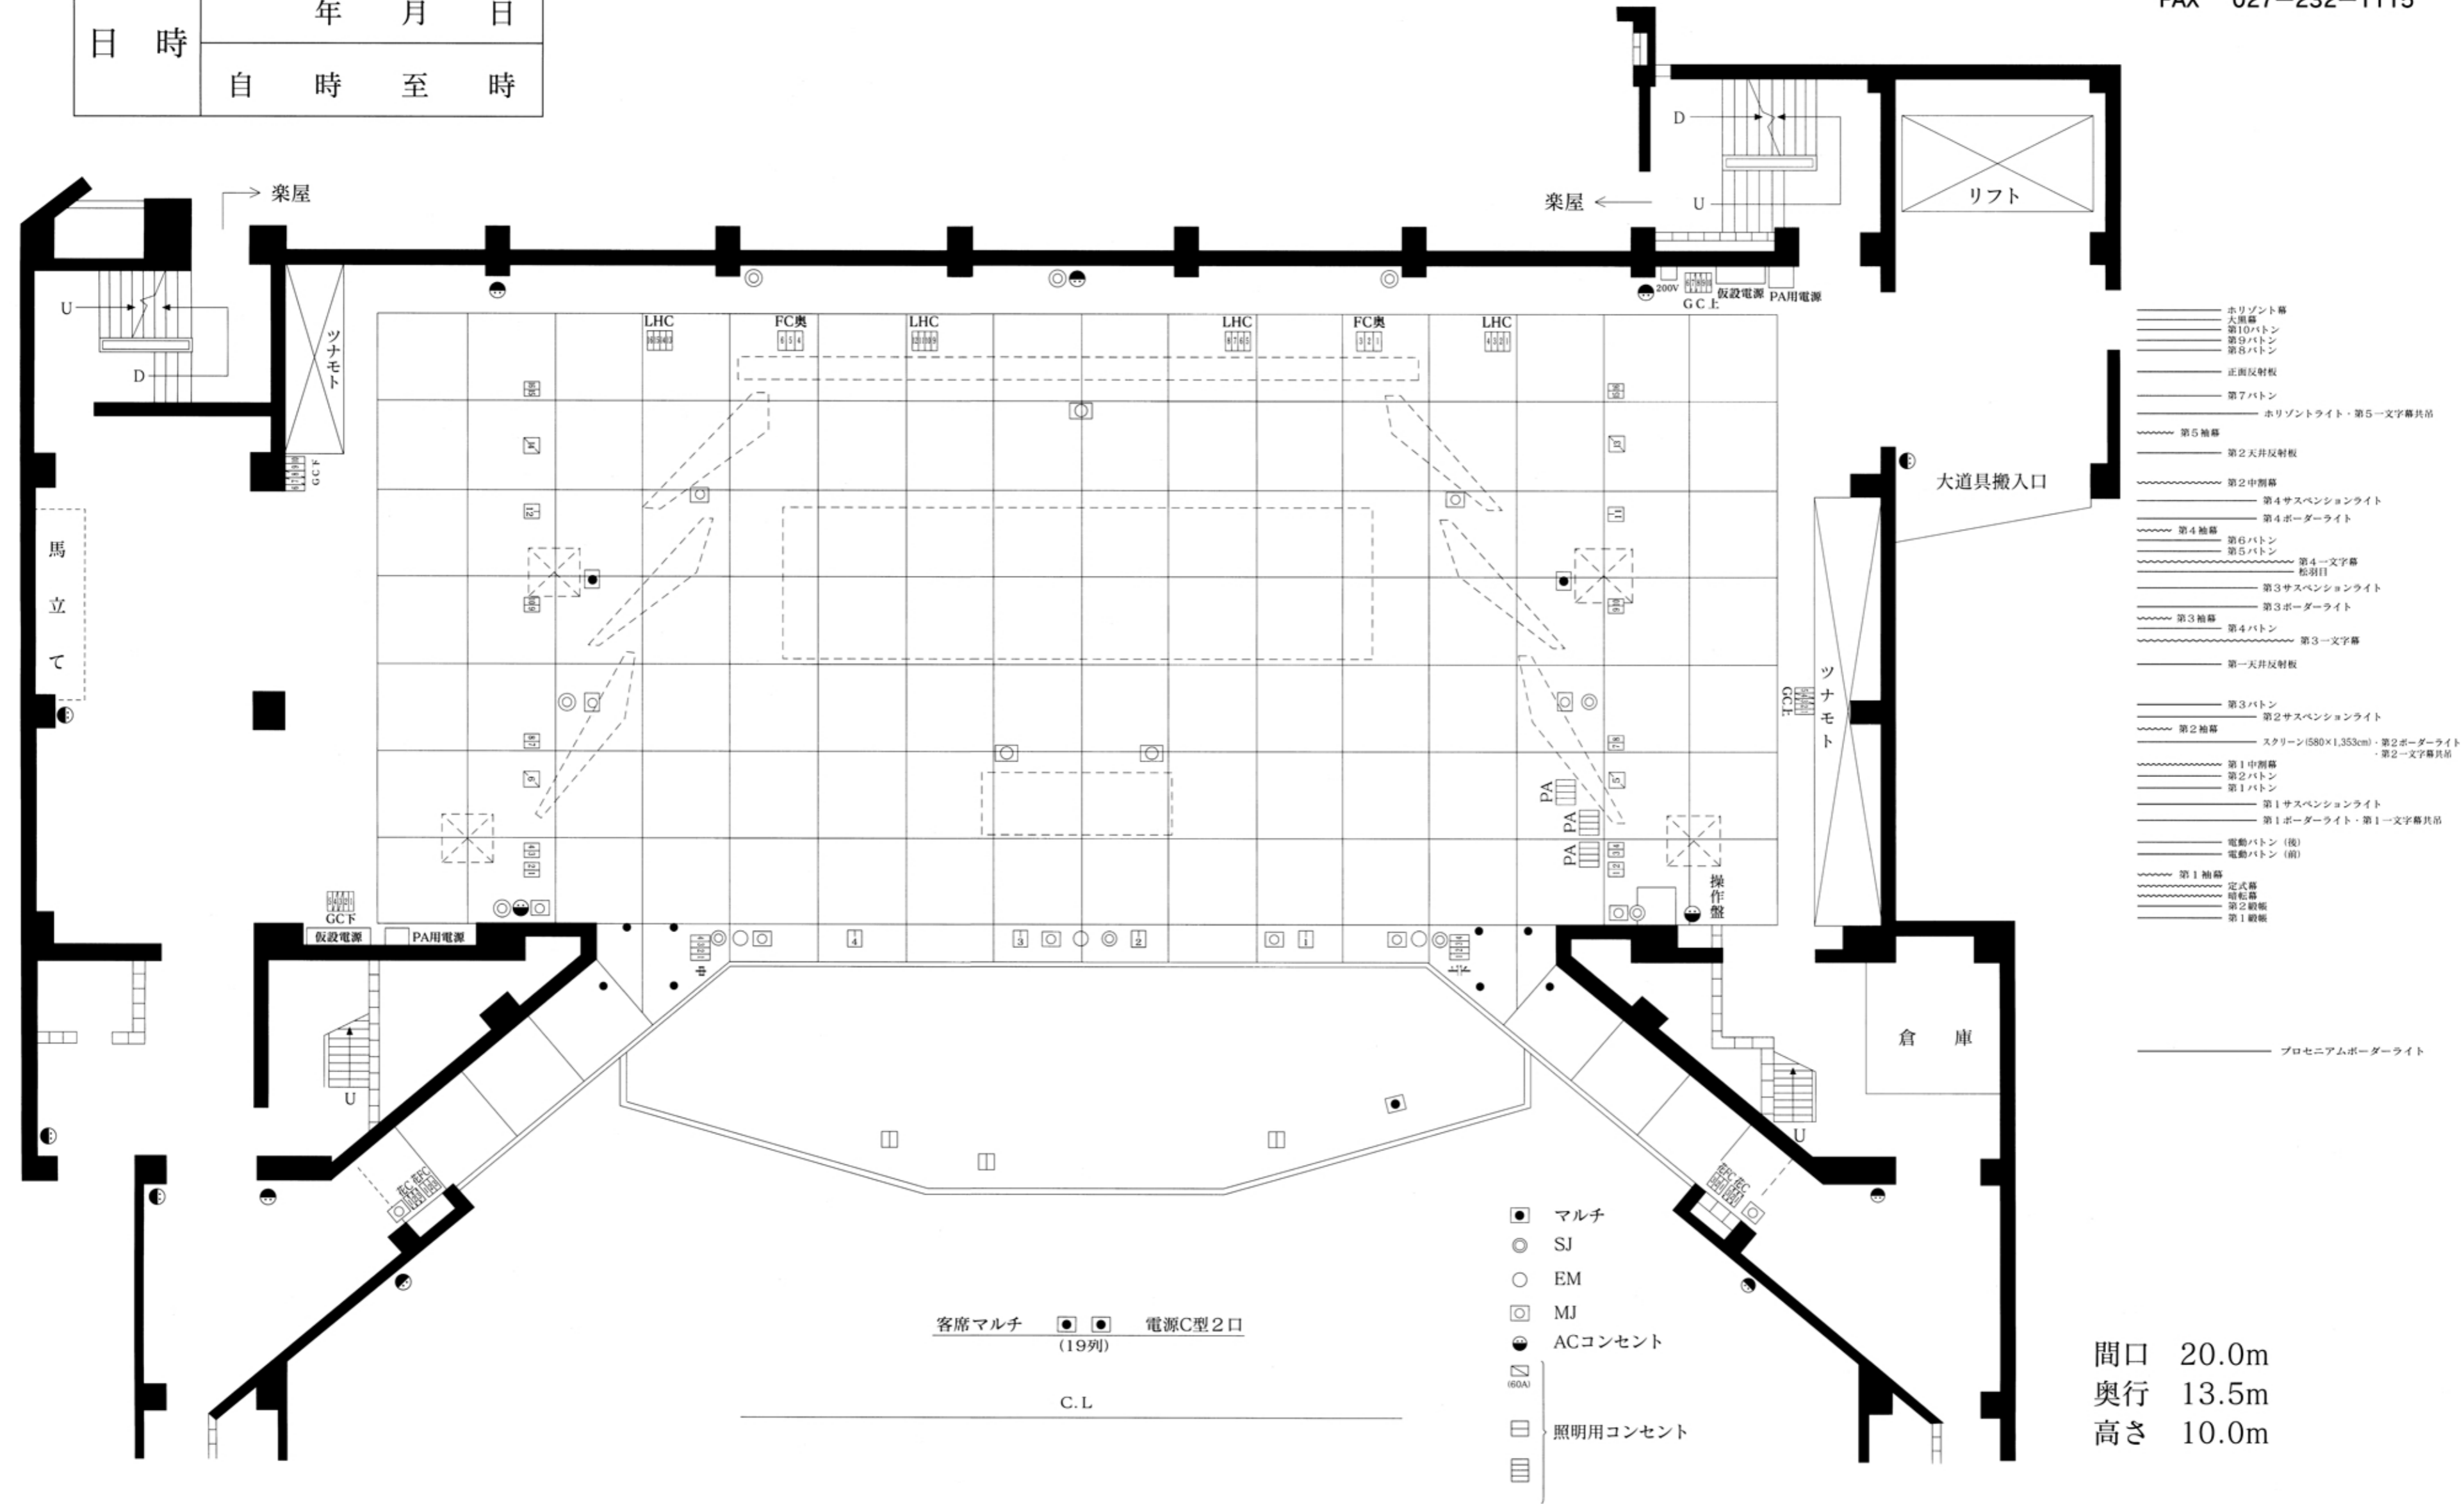 FAX 027-232-1115
年 月 日
日 時
自 時 至 時
楽屋
楽屋
D
U
リフト
U
D
ツナモト
200V
GC上
仮設電源
PA用電源
LHC
FC奥
LHC
LHC
FC奥
LHC
GC下
馬立て
大道具搬入口
ツナモト
GC上
PA
PA
PA
操作盤
GC下
仮設電源
PA用電源
4
3
2
1
倉 庫
U
U
花C 花FC
花FC 花C
ホリゾント幕
大黒幕
第10バトン
第9バトン
第8バトン
正面反射板
第7バトン
ホリゾントライト・第5一文字幕共吊
第5袖幕
第2天井反射板
第2中割幕
第4サスペンションライト
第4ボーダーライト
第4袖幕
第6バトン
第5バトン
第4一文字幕
松羽目
第3サスペンションライト
第3ボーダーライト
第3袖幕
第4バトン
第3一文字幕
第一天井反射板
第3バトン
第2サスペンションライト
第2袖幕
スクリーン(580×1,353cm)・第2ボーダーライト
・第2一文字幕共吊
第1中割幕
第2バトン
第1バトン
第1サスペンションライト
第1ボーダーライト・第1一文字幕共吊
電動バトン（後）
電動バトン（前）
第1袖幕
定式幕
暗転幕
第2緞帳
第1緞帳
プロセニアムボーダーライト
マルチ
SJ
EM
MJ
ACコンセント
(60A)
照明用コンセント
客席マルチ 電源C型2口
(19列)
C.L
間口 20.0m
奥行 13.5m
高さ 10.0m